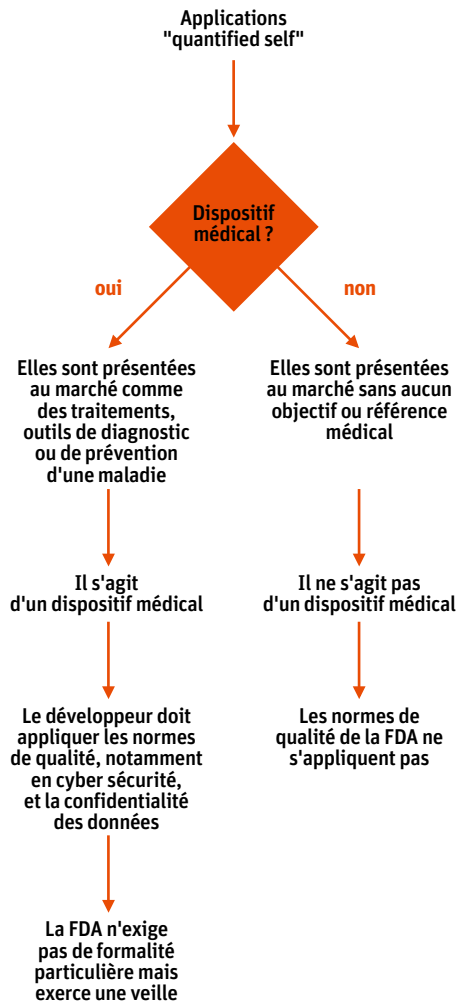 Applications
"quantified self"
Dispositif
médical ?
oui
non
Elles sont présentées
au marché comme
des traitements,
outils de diagnostic
ou de prévention
d'une maladie
Elles sont présentées
au marché sans aucun
objectif ou référence
médical
Il s'agit
d'un dispositif médical
Il ne s'agit pas
d'un dispositif médical
Le développeur doit
appliquer les normes
de qualité, notamment
en cyber sécurité,
et la confidentialité
des données
Les normes de
qualité de la FDA ne
s'appliquent pas
La FDA n'exige
pas de formalité
particulière mais
exerce une veille